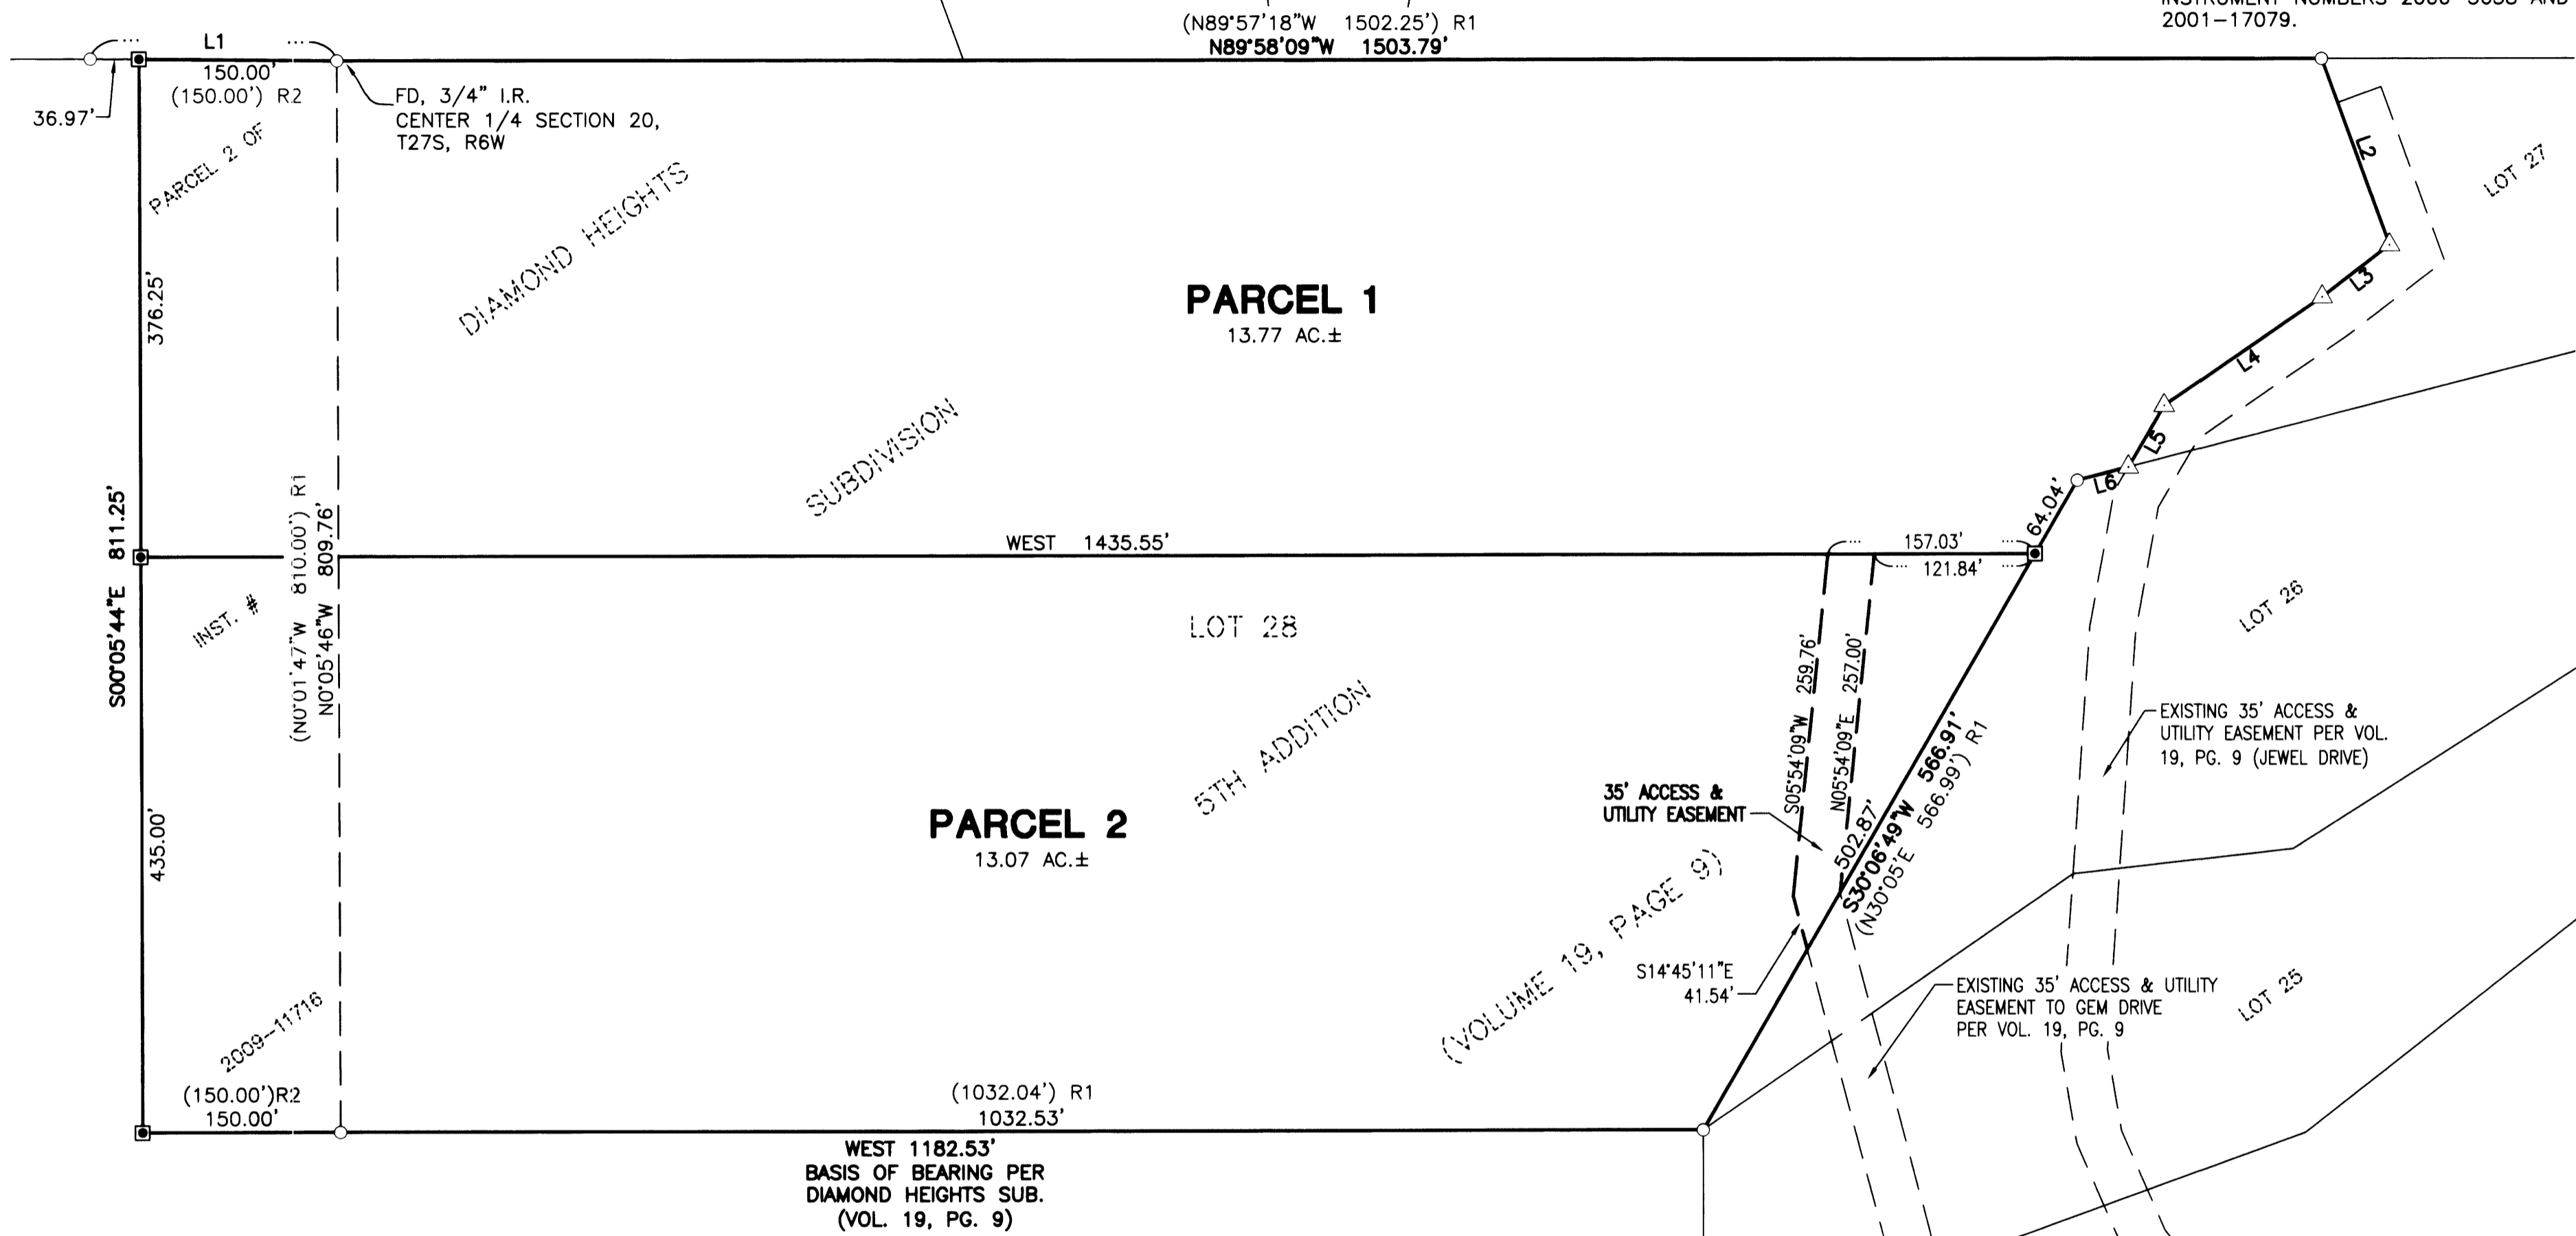 2001-17079.
(N89°57'18"W 1502.25') R1
N89°58'09"W 1503.79'
L1
150.00'
(150.00') R2
36.97'
FD, 3/4" I.R.
CENTER 1/4 SECTION 20,
T27S, R6W
PARCEL 2 OF
DIAMOND HEIGHTS
L2
LOT 27
L3
PARCEL 1
13.77 AC.±
376.25'
L4
SUBDIVISION
L5
L6
64.04'
S00°05'44"E 811.25'
(N0°01'47"W 810.00') R1
N0°05'46"W 809.76'
WEST 1435.55'
157.03'
121.84'
INST. #
LOT 28
LOT 26
5TH ADDITION
S05°54'09"W 259.76'
N05°54'09"E 257.00'
EXISTING 35' ACCESS &
UTILITY EASEMENT PER VOL.
19, PG. 9 (JEWEL DRIVE)
35' ACCESS &
UTILITY EASEMENT
502.87'
S30°06'49"W 566.91'
(N30°05'E 566.99') R1
PARCEL 2
13.07 AC.±
435.00'
(VOLUME 19, PAGE 9)
S14°45'11"E
41.54'
EXISTING 35' ACCESS & UTILITY
EASEMENT TO GEM DRIVE
PER VOL. 19, PG. 9
LOT 25
2009-11716
(150.00')R2
150.00'
(1032.04') R1
1032.53'
WEST 1182.53'
BASIS OF BEARING PER
DIAMOND HEIGHTS SUB.
(VOL. 19, PG. 9)